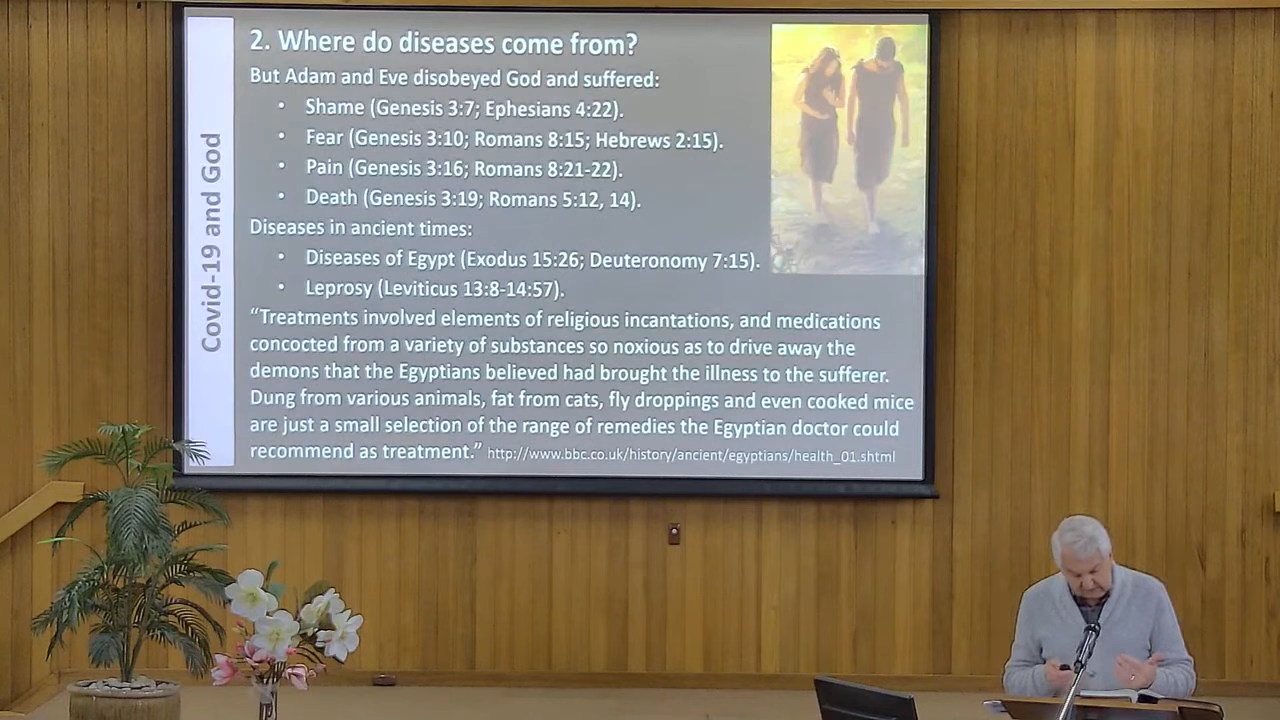 Covid-19 and God
2. Where do diseases come from?
But Adam and Eve disobeyed God and suffered:
• Shame (Genesis 3:7; Ephesians 4:22).
• Fear (Genesis 3:10; Romans 8:15; Hebrews 2:15).
• Pain (Genesis 3:16; Romans 8:21-22).
• Death (Genesis 3:19; Romans 5:12, 14).
Diseases in ancient times:
• Diseases of Egypt (Exodus 15:26; Deuteronomy 7:15).
• Leprosy (Leviticus 13:8-14:57).
“Treatments involved elements of religious incantations, and medications
concocted from a variety of substances so noxious as to drive away the
demons that the Egyptians believed had brought the illness to the sufferer.
Dung from various animals, fat from cats, fly droppings and even cooked mice
are just a small selection of the range of remedies the Egyptian doctor could
recommend as treatment.” http://www.bbc.co.uk/history/ancient/egyptians/health_01.shtml